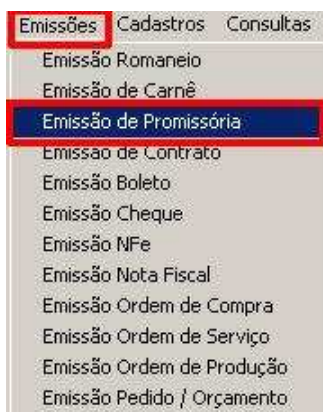 Emissões Cadastros Consultas
Emissão Romaneio
Emissão de Carnê
Emissão de Promissória
Emissão de Contrato
Emissão Boleto
Emissão Cheque
Emissão NFe
Emissão Nota Fiscal
Emissão Ordem de Compra
Emissão Ordem de Serviço
Emissão Ordem de Produção
Emissão Pedido / Orçamento